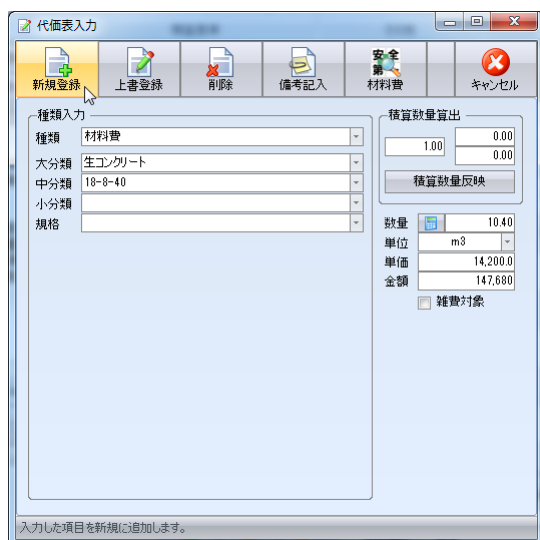 代価表入力
安全
第一
新規登録 上書登録 削除 備考記入 材料費 キャンセル
種類入力
種類 材料費
大分類 生コンクリート
中分類 18-8-40
小分類
規格
積算数量算出
1.00 0.00
0.00
積算数量反映
数量 10.40
単位 m3
単価 14,200.0
金額 147,680
雑費対象
入力した項目を新規に追加します。